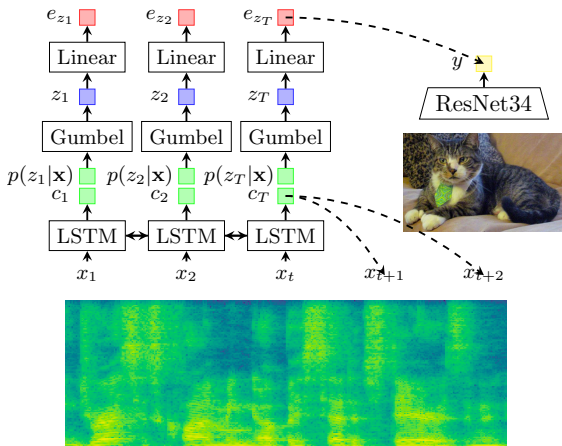 e_{z_1} e_{z_2} e_{z_T}
y
Linear Linear Linear
z_1 z_2 z_T
ResNet34
Gumbel Gumbel Gumbel
p(z_1|x) p(z_2|x) p(z_T|x)
c_1 c_2 c_T
LSTM LSTM LSTM
x_1 x_2 x_t x_{t+1} x_{t+2}